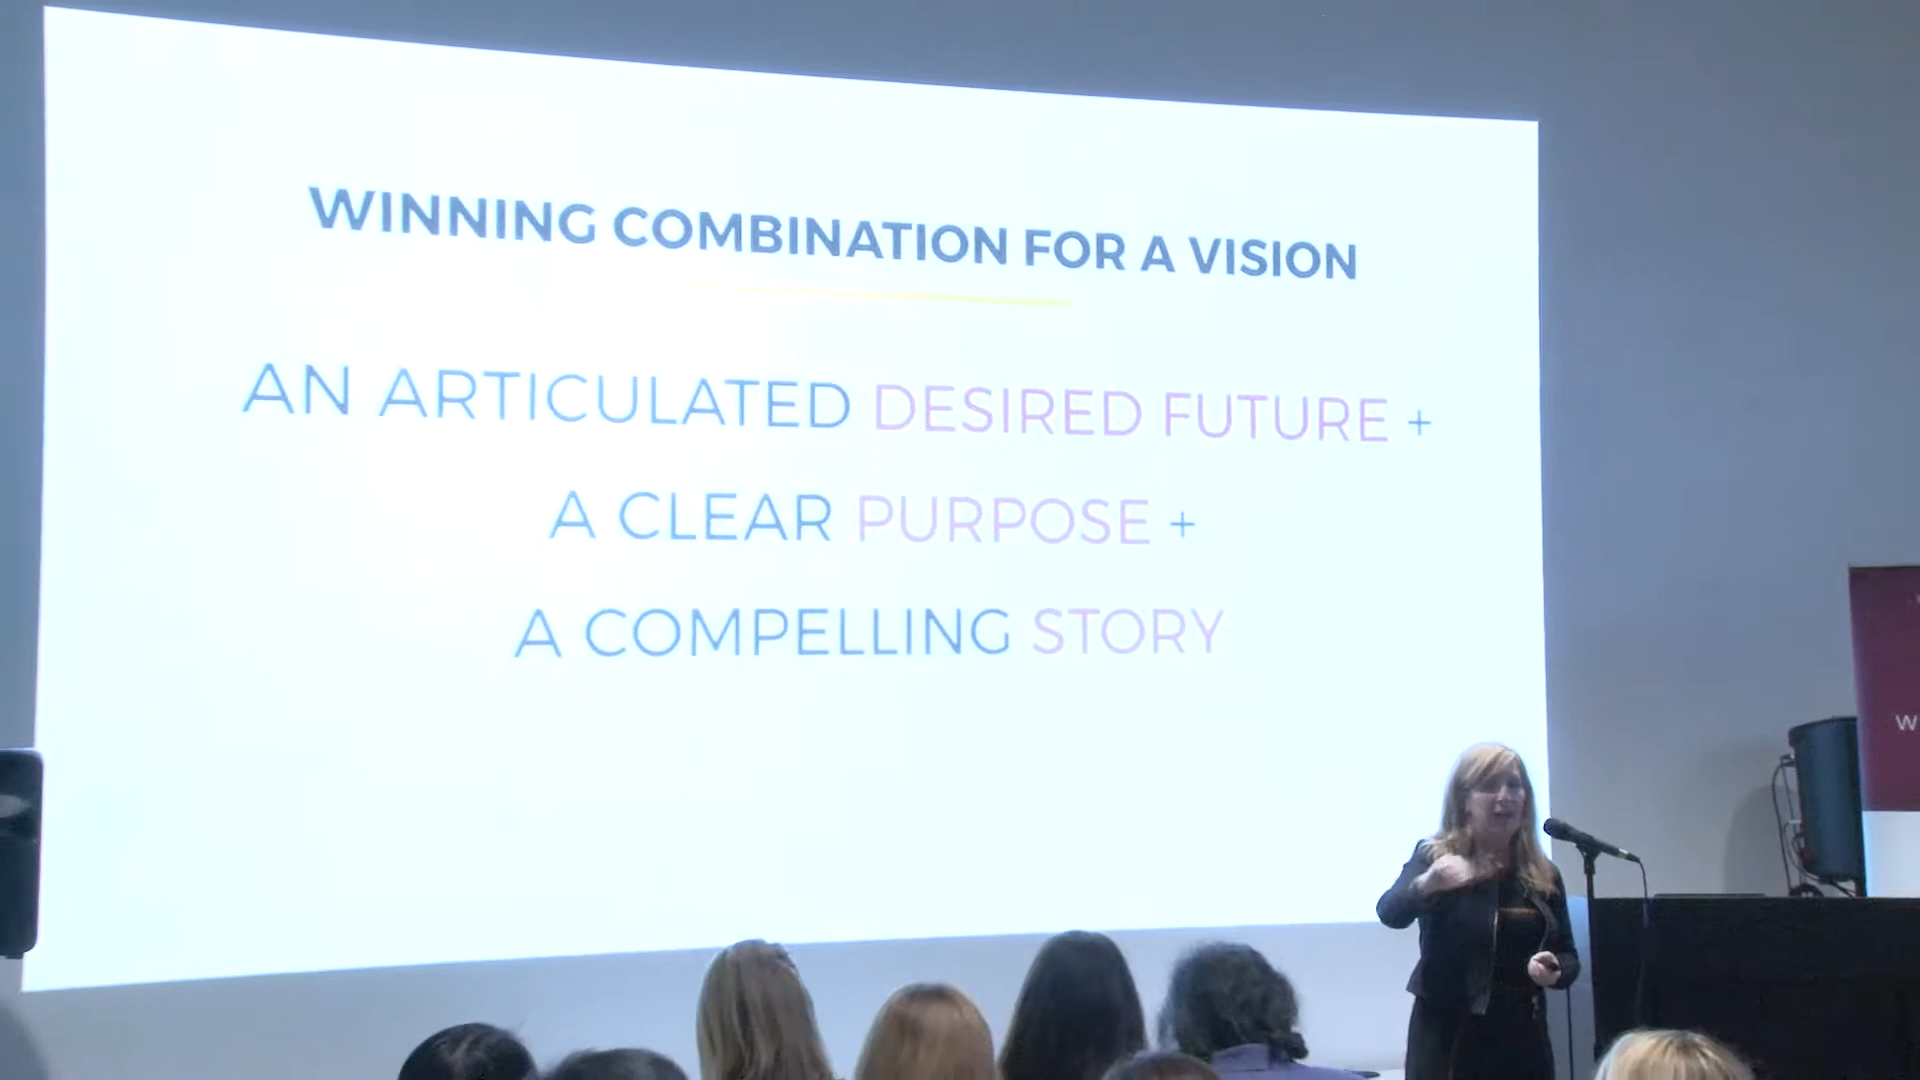 WINNING COMBINATION FOR A VISION
AN ARTICULATED DESIRED FUTURE +
A CLEAR PURPOSE +
A COMPELLING STORY